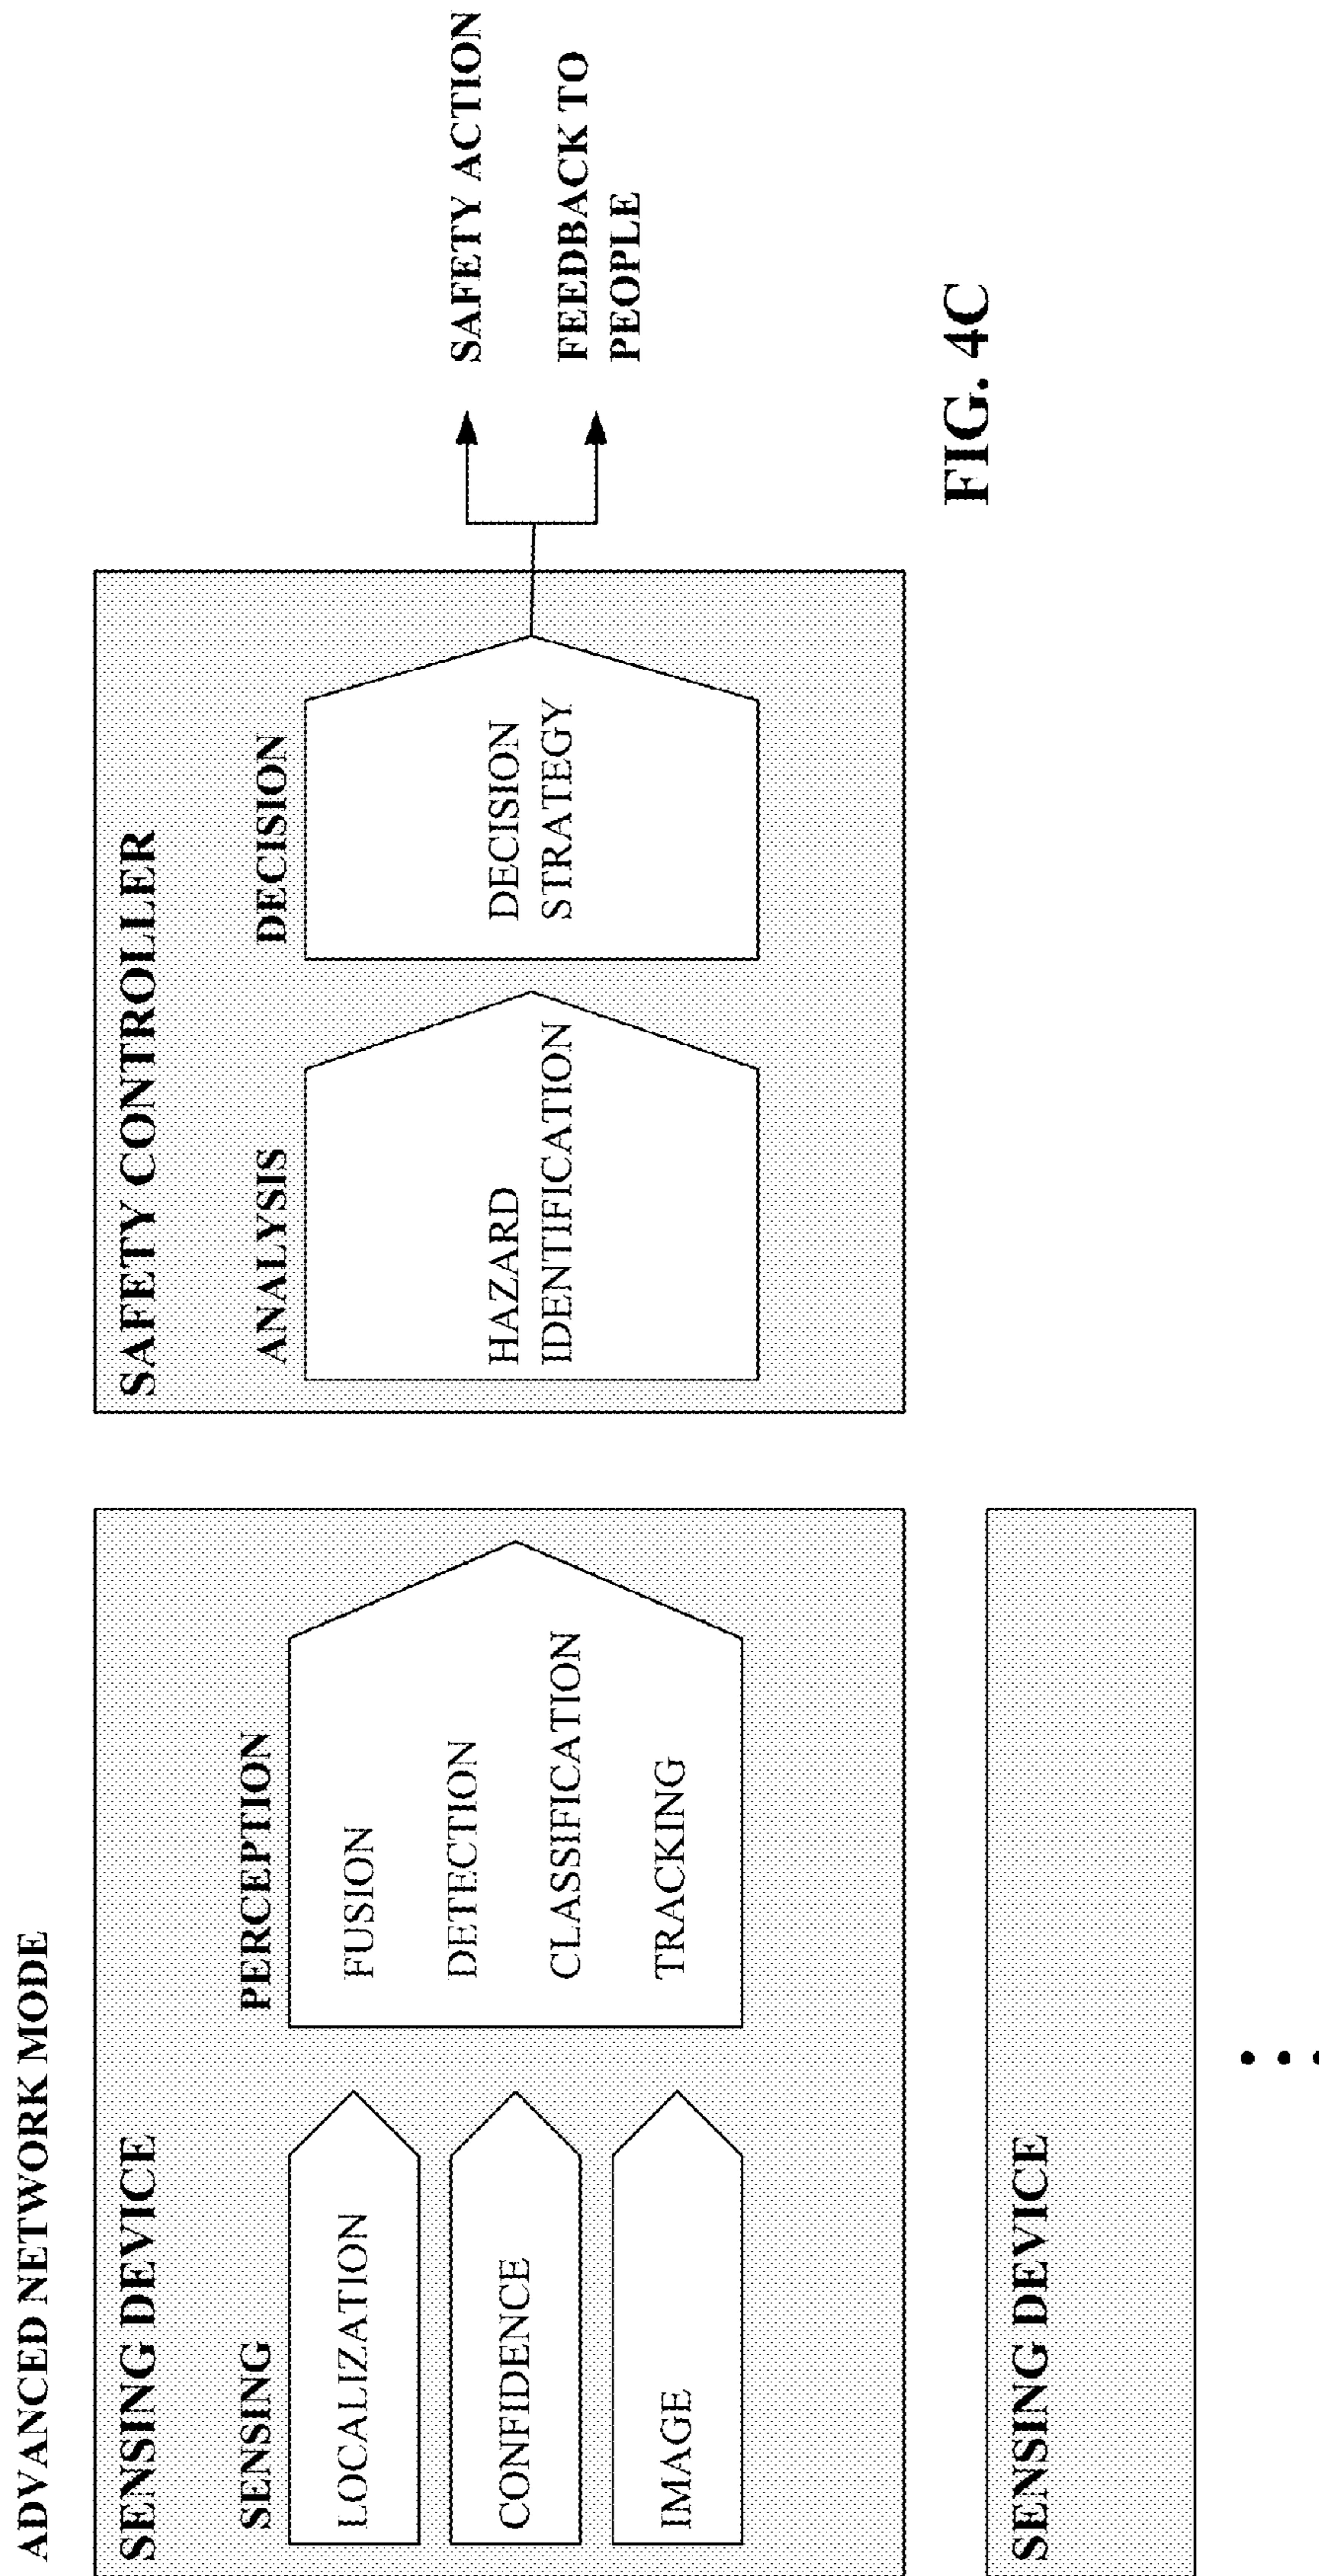 ADVANCED NETWORK MODE
SENSING DEVICE
SENSING
LOCALIZATION
CONFIDENCE
IMAGE
PERCEPTION
FUSION
DETECTION
CLASSIFICATION
TRACKING
SENSING DEVICE
SAFETY CONTROLLER
ANALYSIS
HAZARD
IDENTIFICATION
DECISION
DECISION
STRATEGY
SAFETY ACTION
FEEDBACK TO
PEOPLE
FIG. 4C